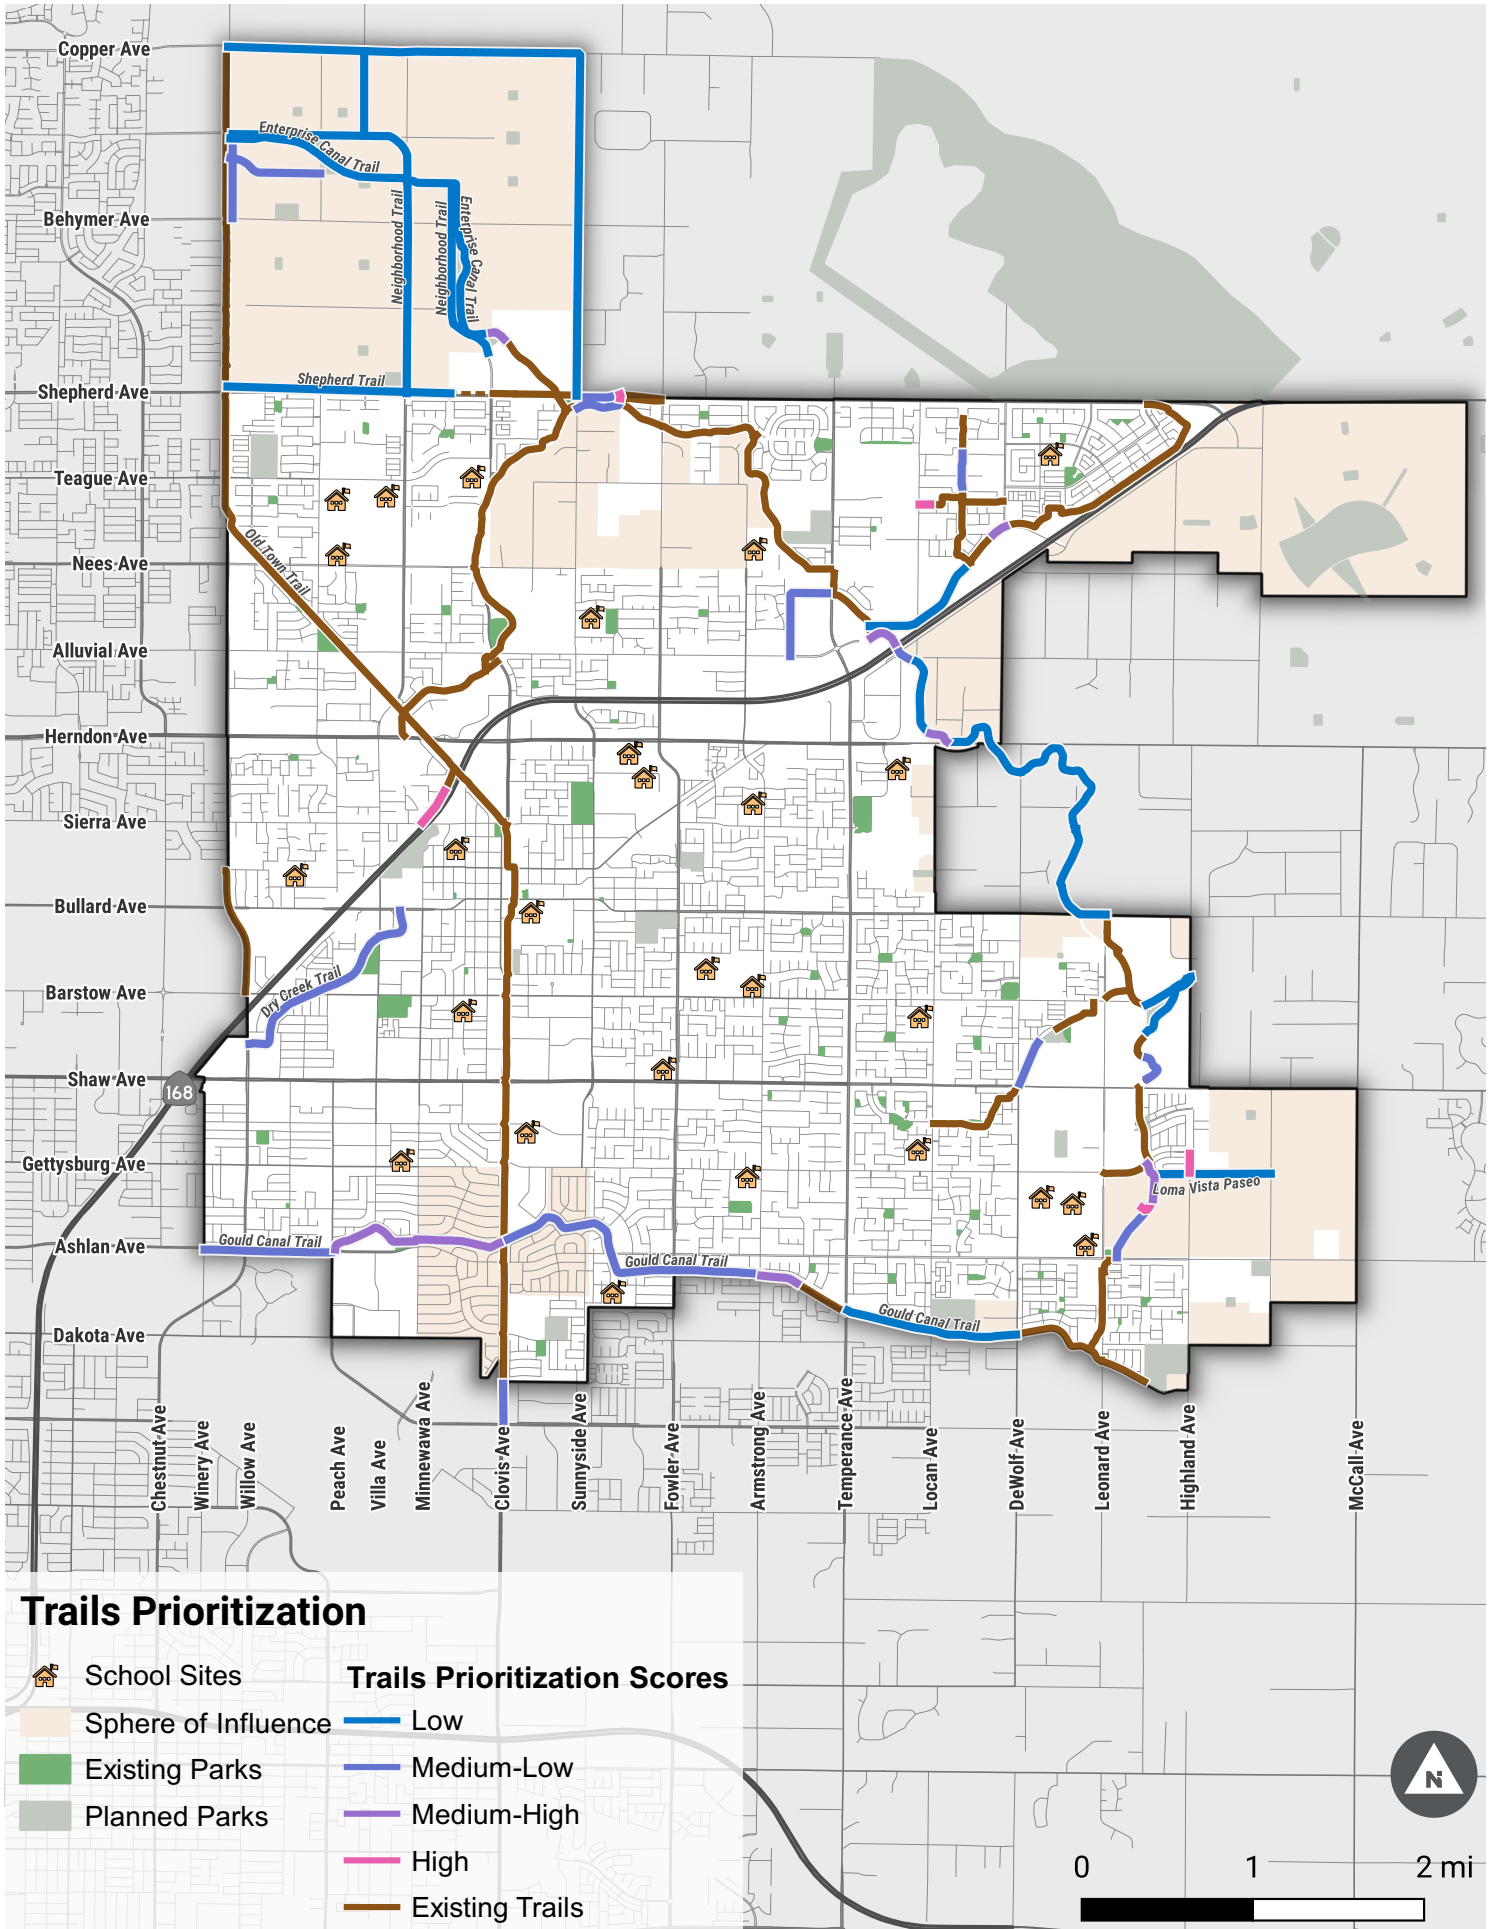 Copper Ave
Enterprise Canal Trail
Behymer Ave
Neighborhood Trail
Neighborhood Trail
Enterprise Canal Trail
Shepherd Trail
Shepherd Ave
Teague Ave
Old Town Trail
Nees Ave
Alluvial Ave
Herndon Ave
Sierra Ave
Bullard Ave
Dry Creek Trail
Barstow Ave
Shaw Ave
168
Gettysburg Ave
Loma Vista Paseo
Ashlan Ave
Gould Canal Trail
Gould Canal Trail
Gould Canal Trail
Dakota Ave
Chestnut Ave
Winery Ave
Willow Ave
Peach Ave
Villa Ave
Minnewawa Ave
Clovis Ave
Sunnyside Ave
Fowler Ave
Armstrong Ave
Temperance Ave
Locan Ave
DeWolf Ave
Leonard Ave
Highland Ave
McCall Ave
Trails Prioritization
School Sites
Sphere of Influence
Existing Parks
Planned Parks
Trails Prioritization Scores
Low
Medium-Low
Medium-High
High
Existing Trails
N
0 1 2 mi